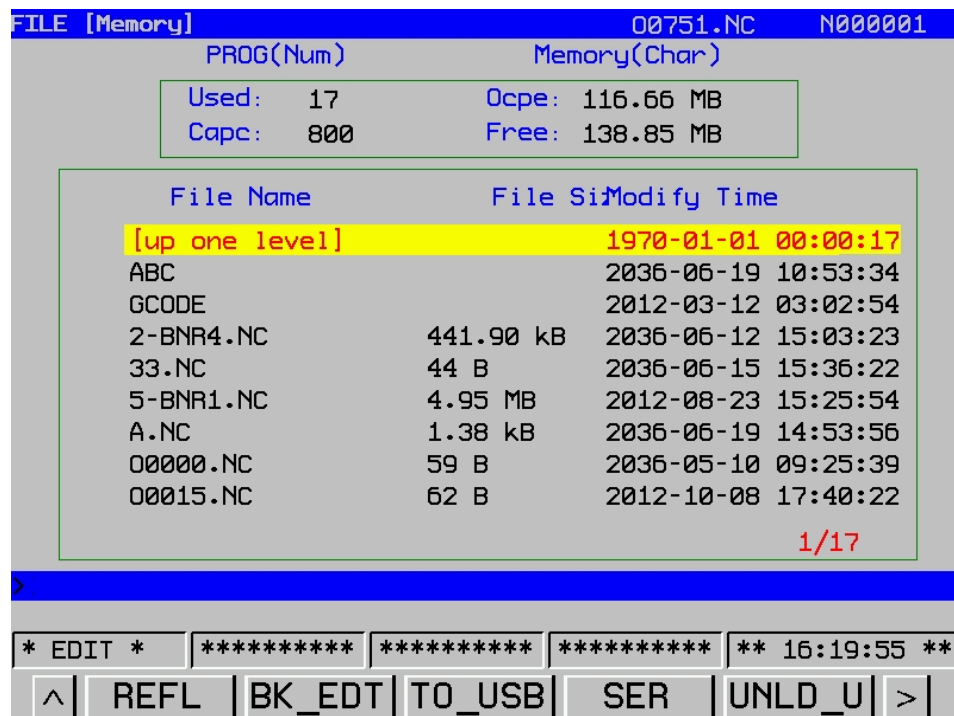 FILE [Memory] O0751.NC N000001
PROG(Num) Memory(Char)
Used: 17 Ocpe: 116.66 MB
Capc: 800 Free: 138.85 MB
File Name File Si Modify Time
[up one level] 1970-01-01 00:00:17
ABC 2036-06-19 10:53:34
GCODE 2012-03-12 03:02:54
2-BNR4.NC 441.90 kB 2036-06-12 15:03:23
33.NC 44 B 2036-06-15 15:36:22
5-BNR1.NC 4.95 MB 2012-08-23 15:25:54
A.NC 1.38 kB 2036-06-19 14:53:56
O0000.NC 59 B 2036-05-10 09:25:39
O0015.NC 62 B 2012-10-08 17:40:22
1/17
>
* EDIT * ********** ********** ********** ** 16:19:55 **
^ REFL BK_EDT TO_USB SER UNLD_U >